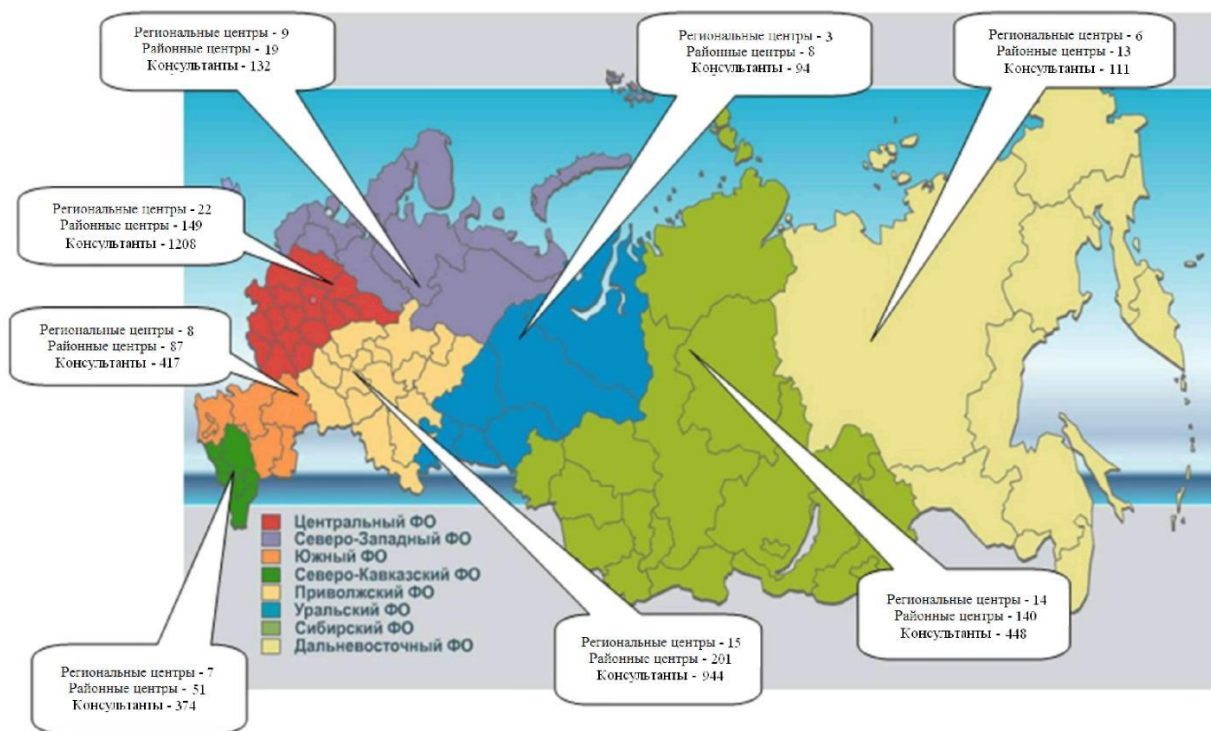 Региональные центры - 9
Районные центры - 19
Консультанты - 132
Региональные центры - 3
Районные центры - 8
Консультанты - 94
Региональные центры - 6
Районные центры - 13
Консультанты - 111
Региональные центры - 22
Районные центры - 149
Консультанты - 1208
Региональные центры - 8
Районные центры - 87
Консультанты - 417
Центральный ФО
Северо-Западный ФО
Южный ФО
Северо-Кавказский ФО
Приволжский ФО
Уральский ФО
Сибирский ФО
Дальневосточный ФО
Региональные центры - 14
Районные центры - 140
Консультанты - 448
Региональные центры - 15
Районные центры - 201
Консультанты - 944
Региональные центры - 7
Районные центры - 51
Консультанты - 374